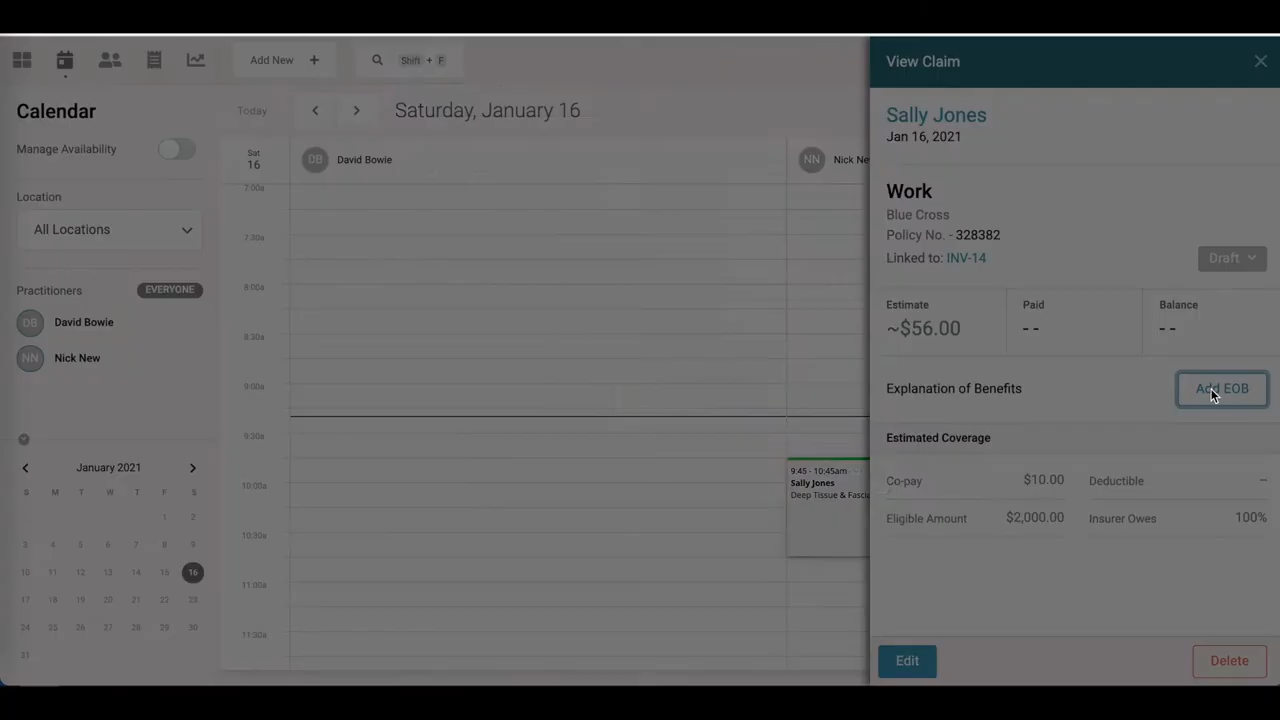 Add New +
Shift + F
View Claim
Calendar
Today
Saturday, January 16
Sally Jones
Jan 16, 2021
Manage Availability
Sat
16
DB
David Bowie
NN
Nick Ne
7:00a
7:30a
8:00a
8:30a
9:00a
9:30a
10:00a
10:30a
11:00a
11:30a
Location
All Locations
Practitioners
EVERYONE
DB
David Bowie
NN
Nick New
January 2021
S M T W T F S
1 2
3 4 5 6 7 8 9
10 11 12 13 14 15 16
17 18 19 20 21 22 23
24 25 26 27 28 29 30
31
9:45 - 10:45am
Sally Jones
Deep Tissue & Fascia
Work
Blue Cross
Policy No. - 328382
Linked to: INV-14
Draft
Estimate
~$56.00
Paid
- -
Balance
- -
Explanation of Benefits
Add EOB
Estimated Coverage
Co-pay $10.00
Deductible –
Eligible Amount $2,000.00
Insurer Owes 100%
Edit
Delete